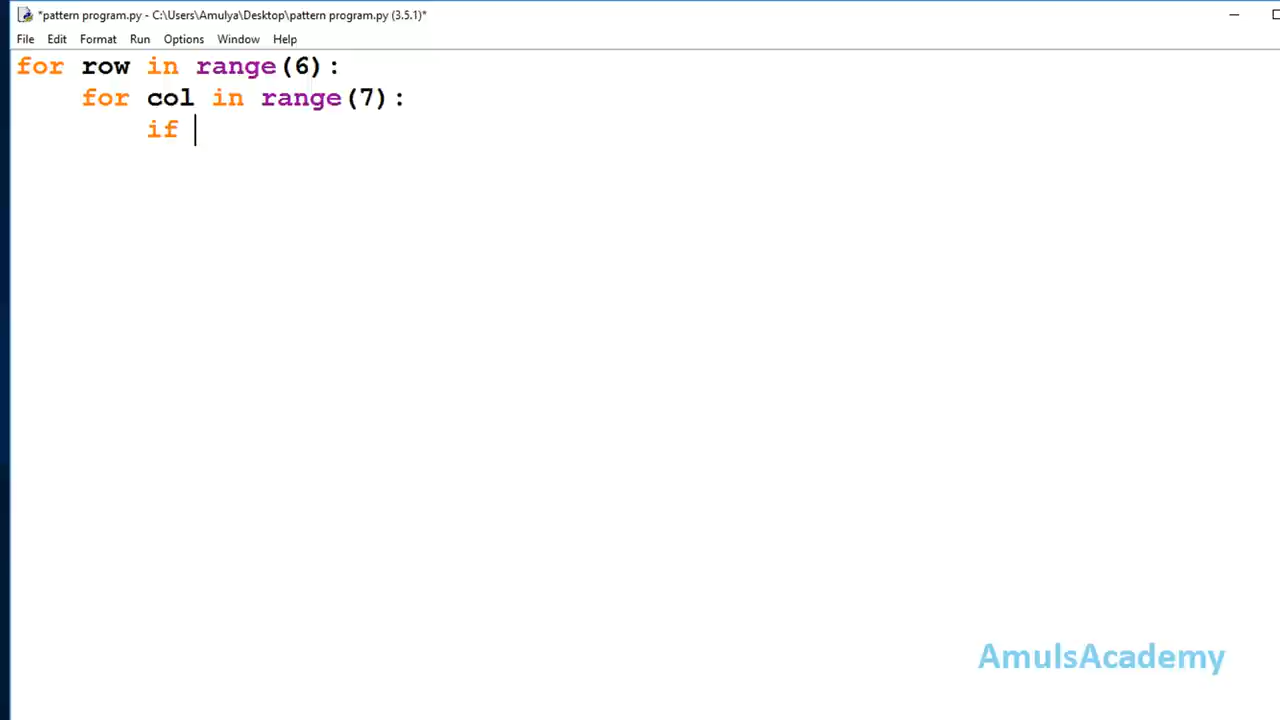 *pattern program.py - C:\Users\Amulya\Desktop\pattern program.py (3.5.1)*
File Edit Format Run Options Window Help
for row in range(6):
    for col in range(7):
        if
AmulsAcademy